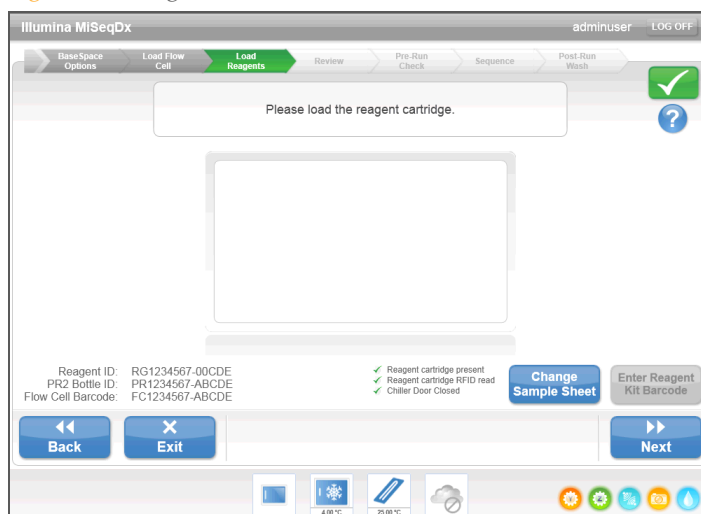 Illumina MiSeqDx
adminuser
LOG OFF
BaseSpace
Options
Load Flow
Cell
Load
Reagents
Review
Pre-Run
Check
Sequence
Post-Run
Wash
Please load the reagent cartridge.
?
Reagent ID: RG1234567-00CDE
PR2 Bottle ID: PR1234567-ABCDE
Flow Cell Barcode: FC1234567-ABCDE
Reagent cartridge present
Reagent cartridge RFID read
Chiller Door Closed
Change
Sample Sheet
Enter Reagent
Kit Barcode
Back
Exit
Next
4.00 °C
25.00 °C